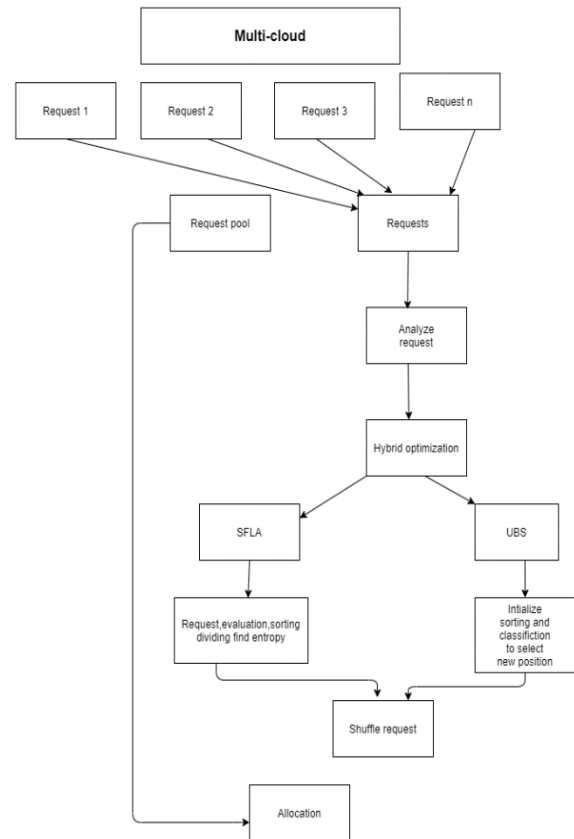 Multi-cloud
Request 1
Request 2
Request 3
Request n
Request pool
Requests
Analyze
request
Hybrid optimization
SFLA
UBS
Request,evaluation,sorting
dividing find entropy
Intialize
sorting and
classifiction
to select
new position
Shuffle request
Allocation